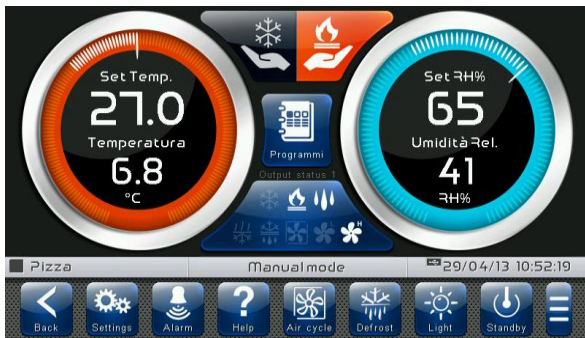 Set Temp.
27.0
Temperatura
6.8
°C
Set RH%
65
Umidità Rel.
41
RH%
Programmi
Output status 1
H
Pizza
Manual mode
29/04/13 10:52:19
Back
Settings
Alarm
?
Help
Air cycle
Defrost
Light
Standby